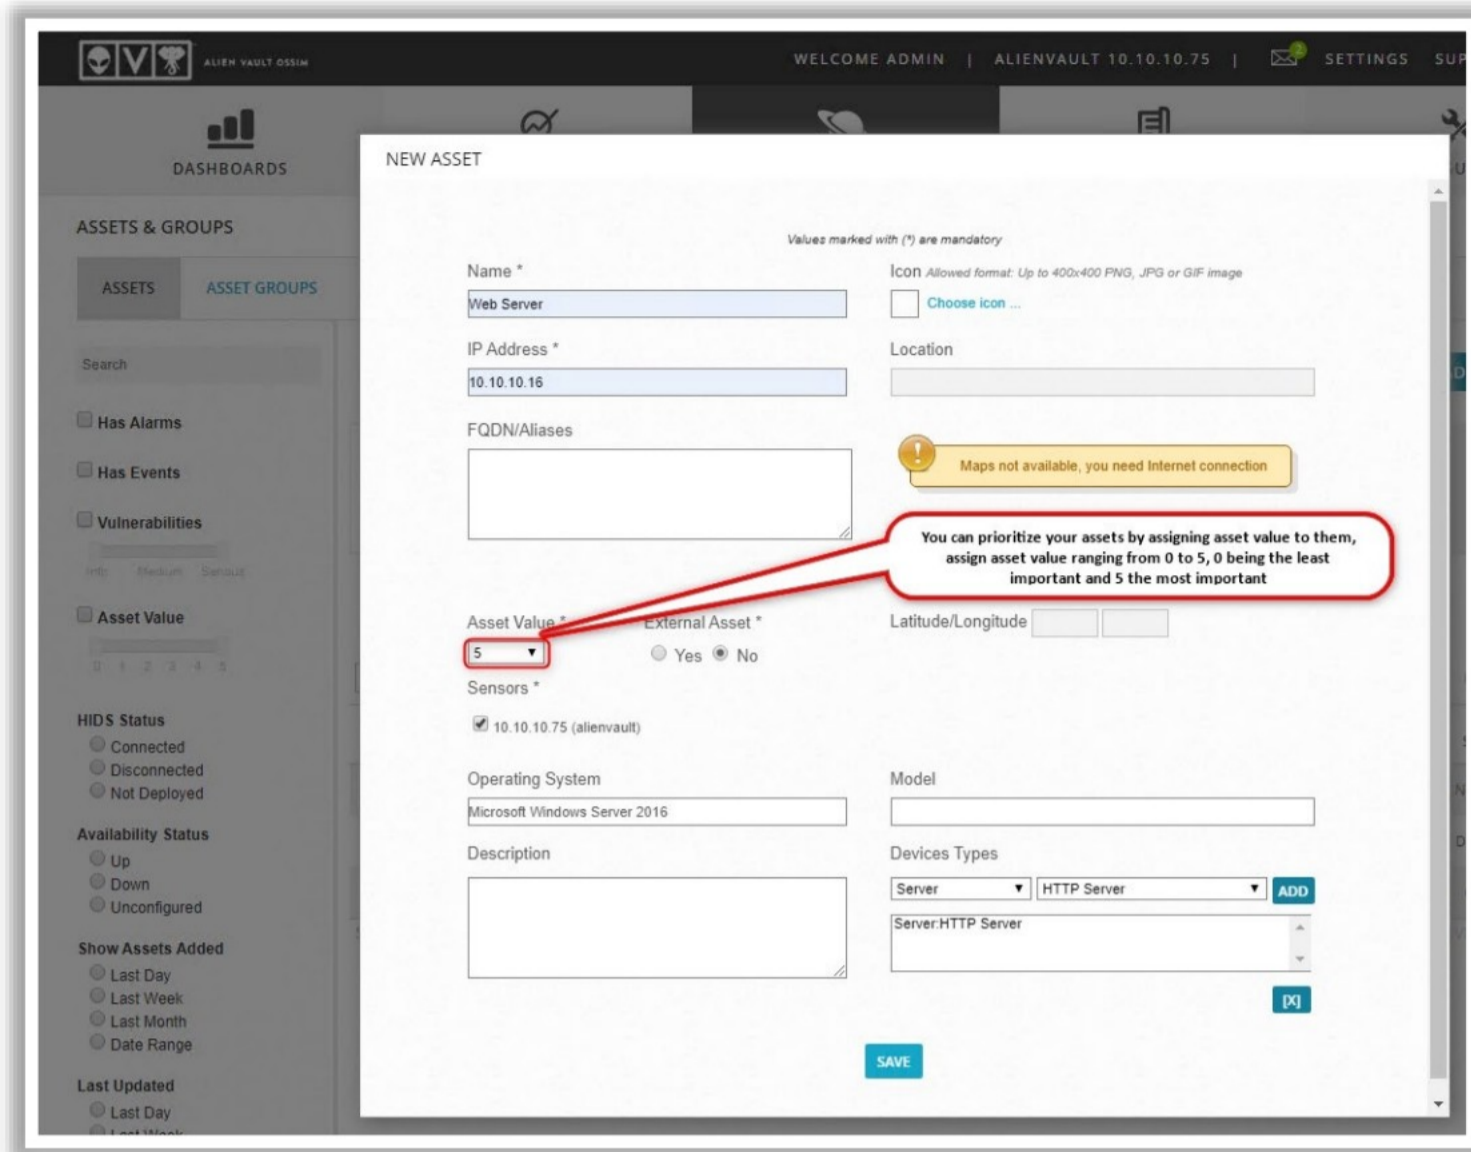 ALIEN VAULT OSSIM
WELCOME ADMIN | ALIENVAULT 10.10.10.75 | 2 SETTINGS SUP
DASHBOARDS
NEW ASSET
ASSETS & GROUPS
ASSETS ASSET GROUPS
Search
Has Alarms
Has Events
Vulnerabilities
Info Medium Serious
Asset Value
0 1 2 3 4 5
HIDS Status
Connected
Disconnected
Not Deployed
Availability Status
Up
Down
Unconfigured
Show Assets Added
Last Day
Last Week
Last Month
Date Range
Last Updated
Last Day
Last Week
Values marked with (*) are mandatory
Name *
Web Server
Icon Allowed format: Up to 400x400 PNG, JPG or GIF image
Choose icon ...
IP Address *
10.10.10.16
Location
FQDN/Aliases
Maps not available, you need Internet connection
You can prioritize your assets by assigning asset value to them,
assign asset value ranging from 0 to 5, 0 being the least
important and 5 the most important
Asset Value *
5
External Asset *
Yes No
Latitude/Longitude
Sensors *
10.10.10.75 (alienvault)
Operating System
Microsoft Windows Server 2016
Model
Description
Devices Types
Server HTTP Server ADD
Server:HTTP Server
[X]
SAVE